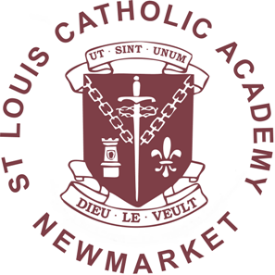 ST LOUIS CATHOLIC ACADEMY
UT · SINT · UNUM
DIEU · LE · VEULT
NEWMARKET